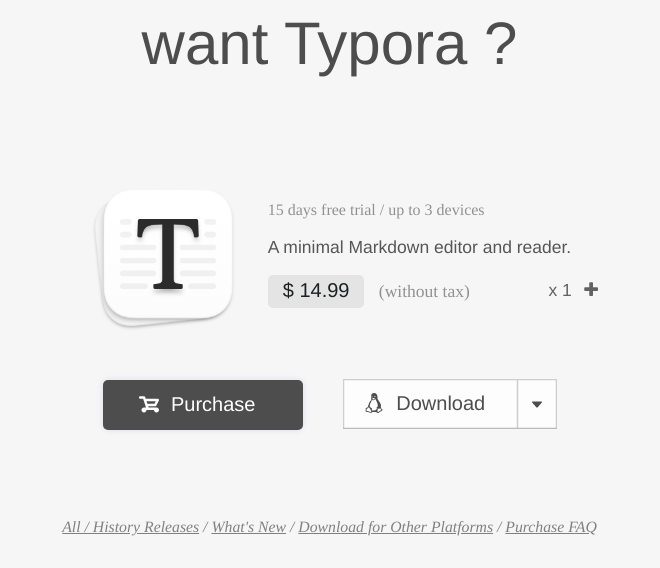 want Typora ?
T
15 days free trial / up to 3 devices
A minimal Markdown editor and reader.
$ 14.99 (without tax) x 1 +
Purchase Download
All / History Releases / What's New / Download for Other Platforms / Purchase FAQ